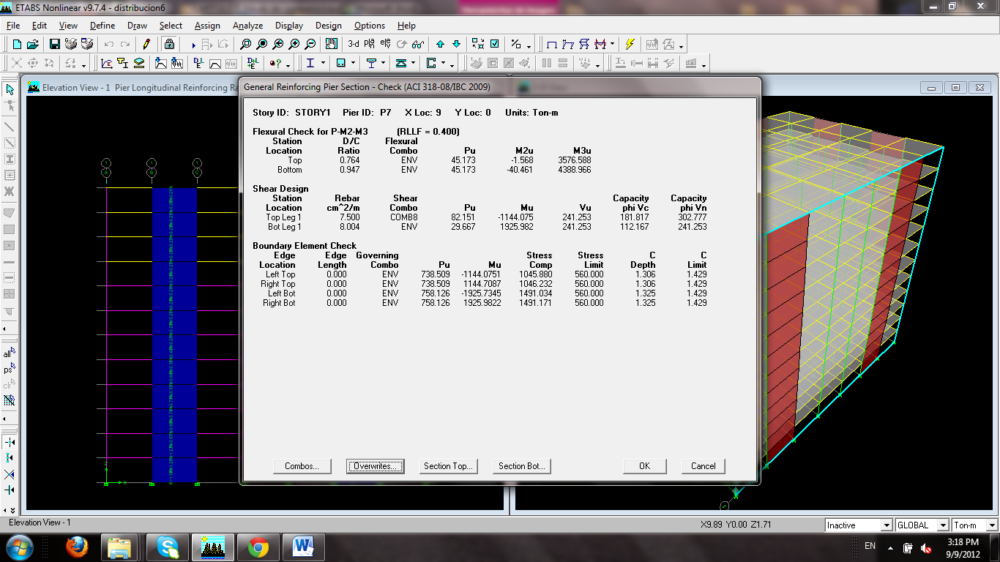 ETABS Nonlinear v9.7.4 - distribucion6
File Edit View Define Draw Select Assign Analyze Display Design Options Help
3-d
all
ps
clr
Elevation View - 1 Pier Longitudinal Reinforcing Ra
General Reinforcing Pier Section - Check (ACI 318-08/IBC 2009)
Story ID: STORY1 Pier ID: P7 X Loc: 9 Y Loc: 0 Units: Ton-m
Flexural Check for P-M2-M3 (RLLF = 0.400)
Station D/C Flexural
Location Ratio Combo Pu M2u M3u
Top 0.764 ENV 45.173 -1.568 3576.588
Bottom 0.947 ENV 45.173 -40.461 4388.966
Shear Design
Station Rebar Shear Capacity Capacity
Location cm^2/m Combo Pu Mu Vu phi Vc phi Vn
Top Leg 1 7.500 COMB8 82.151 -1144.075 241.253 181.817 302.777
Bot Leg 1 8.004 ENV 29.667 1925.982 241.253 112.167 241.253
Boundary Element Check
Edge Edge Governing Stress Stress C C
Location Length Combo Pu Mu Comp Limit Depth Limit
Left Top 0.000 ENV 738.509 -1144.0751 1045.880 560.000 1.306 1.429
Right Top 0.000 ENV 738.509 1144.7087 1046.232 560.000 1.306 1.429
Left Bot 0.000 ENV 758.126 -1925.7345 1491.034 560.000 1.325 1.429
Right Bot 0.000 ENV 758.126 1925.9822 1491.171 560.000 1.325 1.429
Combos... Overwrites... Section Top... Section Bot... OK Cancel
1 1 1
A B C
Z
X
Elevation View - 1
X9.89 Y0.00 Z1.71
Inactive
GLOBAL
Ton-m
EN
3:18 PM
9/9/2012